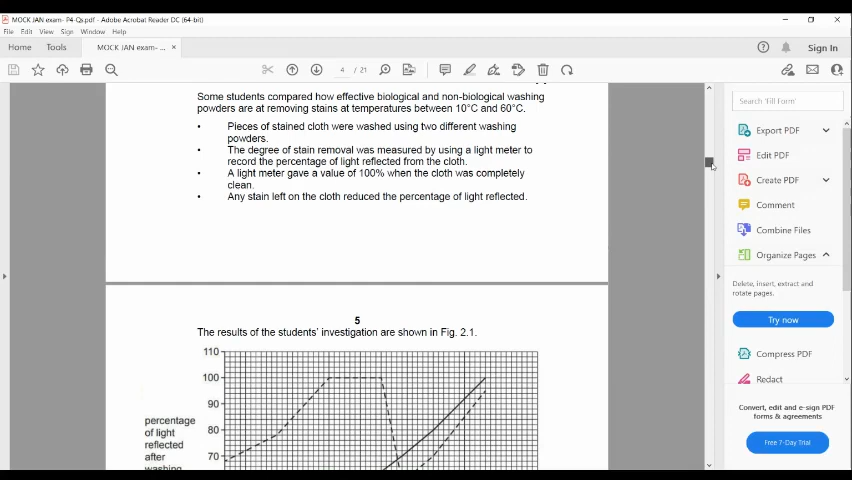 MOCK JAN exam- P4-Qs.pdf - Adobe Acrobat Reader DC (64-bit)
File Edit View Sign Window Help
Home Tools MOCK JAN exam- ... × Sign In
4 / 21
Some students compared how effective biological and non-biological washing
powders are at removing stains at temperatures between 10°C and 60°C.
• Pieces of stained cloth were washed using two different washing
powders.
• The degree of stain removal was measured by using a light meter to
record the percentage of light reflected from the cloth.
• A light meter gave a value of 100% when the cloth was completely
clean.
• Any stain left on the cloth reduced the percentage of light reflected.
5
The results of the students' investigation are shown in Fig. 2.1.
110
100
90
80
70
percentage
of light
reflected
after
washing
Search 'Fill Form'
Export PDF
Edit PDF
Create PDF
Comment
Combine Files
Organize Pages
Delete, insert, extract and
rotate pages.
Try now
Compress PDF
Redact
Convert, edit and e-sign PDF
forms & agreements
Free 7-Day Trial